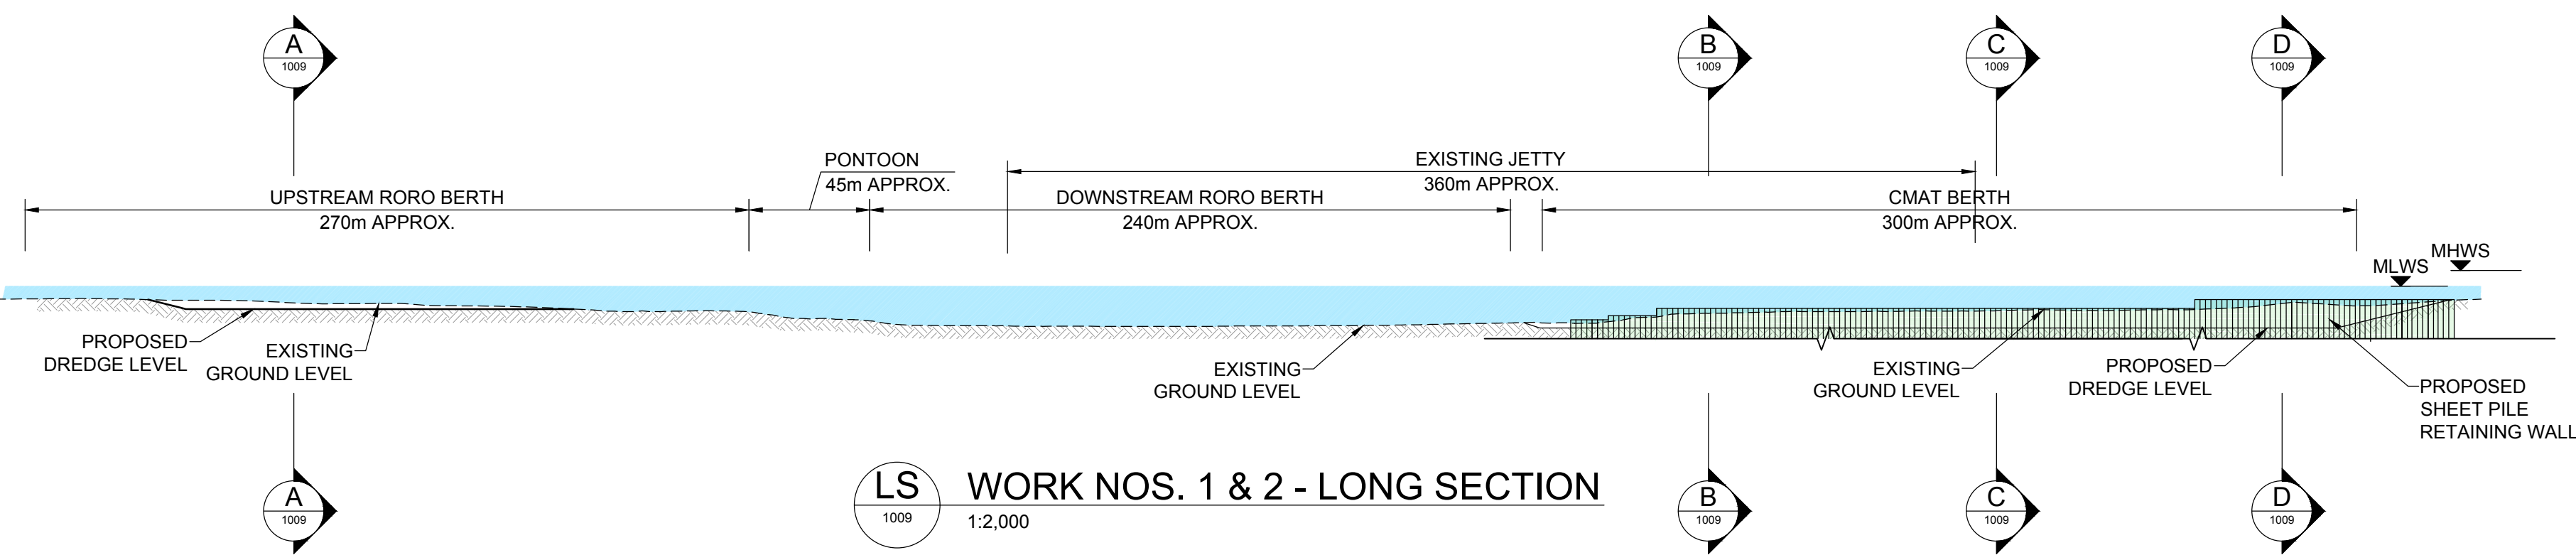 A
1009
B
1009
C
1009
D
1009
PONTOON
45m APPROX.
EXISTING JETTY
360m APPROX.
UPSTREAM RORO BERTH
270m APPROX.
DOWNSTREAM RORO BERTH
240m APPROX.
CMAT BERTH
300m APPROX.
MHWS
MLWS
PROPOSED
DREDGE LEVEL
EXISTING
GROUND LEVEL
EXISTING
GROUND LEVEL
EXISTING
GROUND LEVEL
PROPOSED
DREDGE LEVEL
PROPOSED
SHEET PILE
RETAINING WALL
A
1009
LS
1009
WORK NOS. 1 & 2 - LONG SECTION
1:2,000
B
1009
C
1009
D
1009